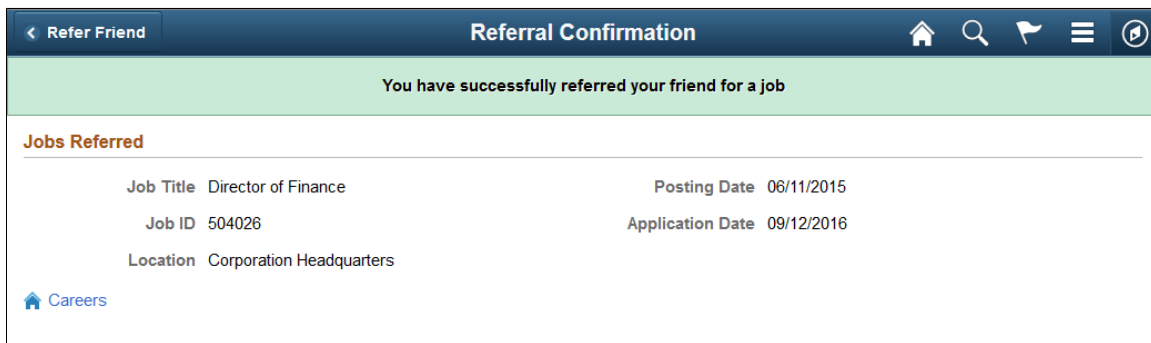 Refer Friend
Referral Confirmation
You have successfully referred your friend for a job
Jobs Referred
Job Title Director of Finance
Posting Date 06/11/2015
Job ID 504026
Application Date 09/12/2016
Location Corporation Headquarters
Careers